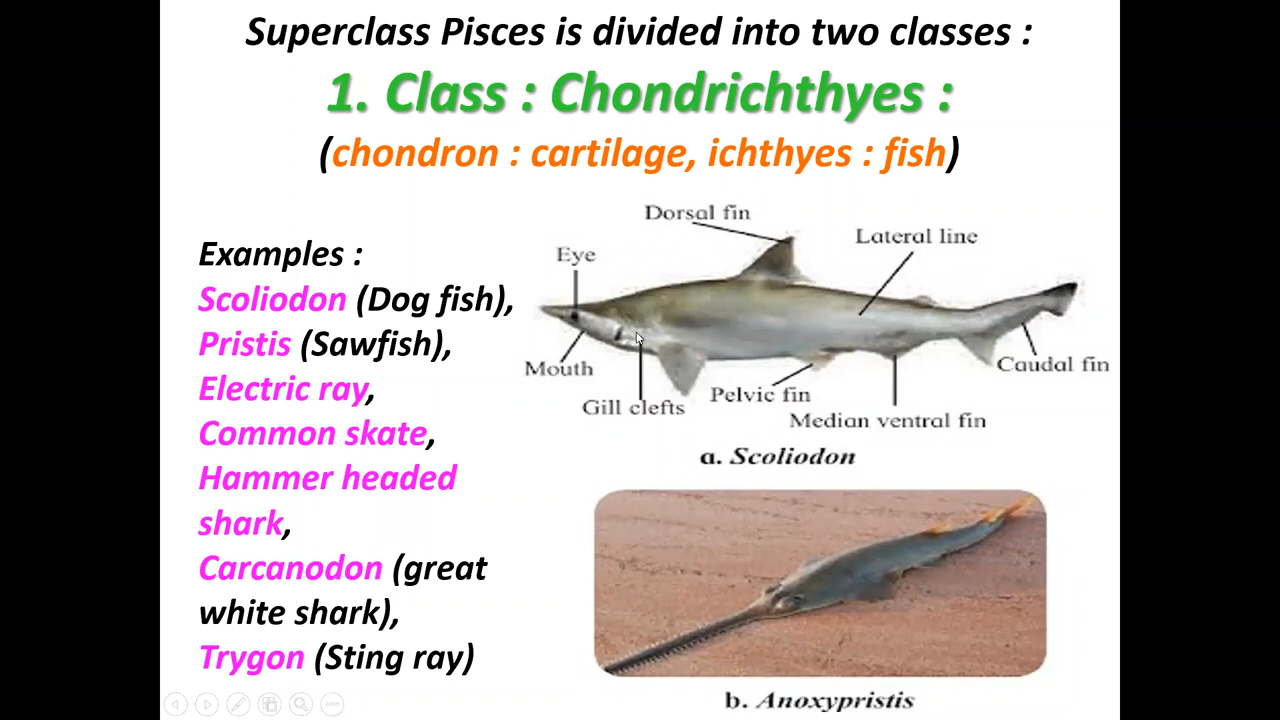 Superclass Pisces is divided into two classes :
1. Class : Chondrichthyes :
(chondron : cartilage, ichthyes : fish)
Examples :
Scoliodon (Dog fish),
Pristis (Sawfish),
Electric ray,
Common skate,
Hammer headed
shark,
Carcanodon (great
white shark),
Trygon (Sting ray)
Dorsal fin
Lateral line
Eye
Mouth
Gill clefts
Pelvic fin
Median ventral fin
Caudal fin
a. Scoliodon
b. Anoxypristis